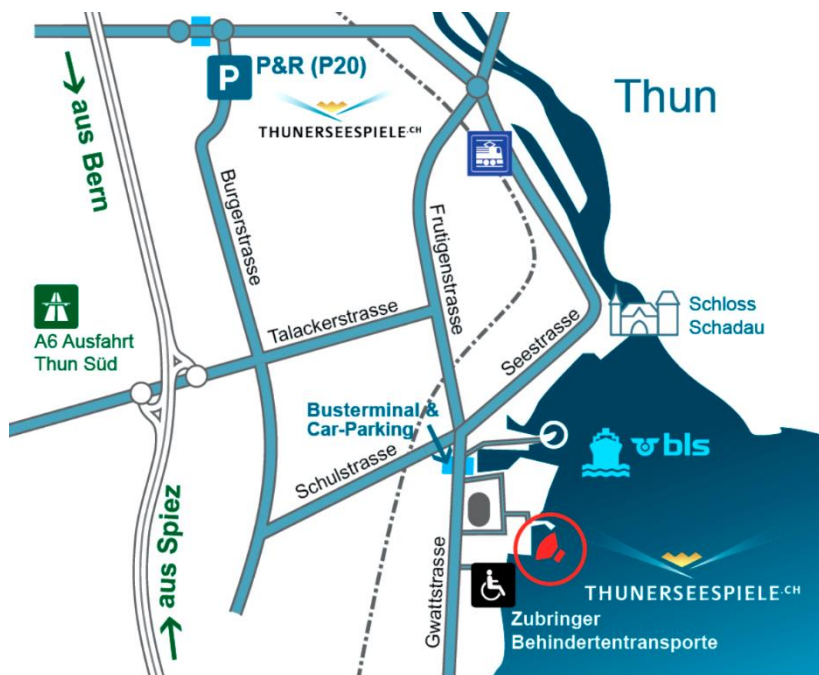 P
P&R (P20)
THUNERSEESPIELE.CH
Thun
aus Bern
Burgerstrasse
Frutigenstrasse
A6 Ausfahrt
Thun Süd
Talackerstrasse
Seestrasse
Schloss
Schadau
Busterminal &
Car-Parking
bls
Schulstrasse
aus Spiez
Gwattstrasse
THUNERSEESPIELE.CH
Zubringer
Behindertentransporte